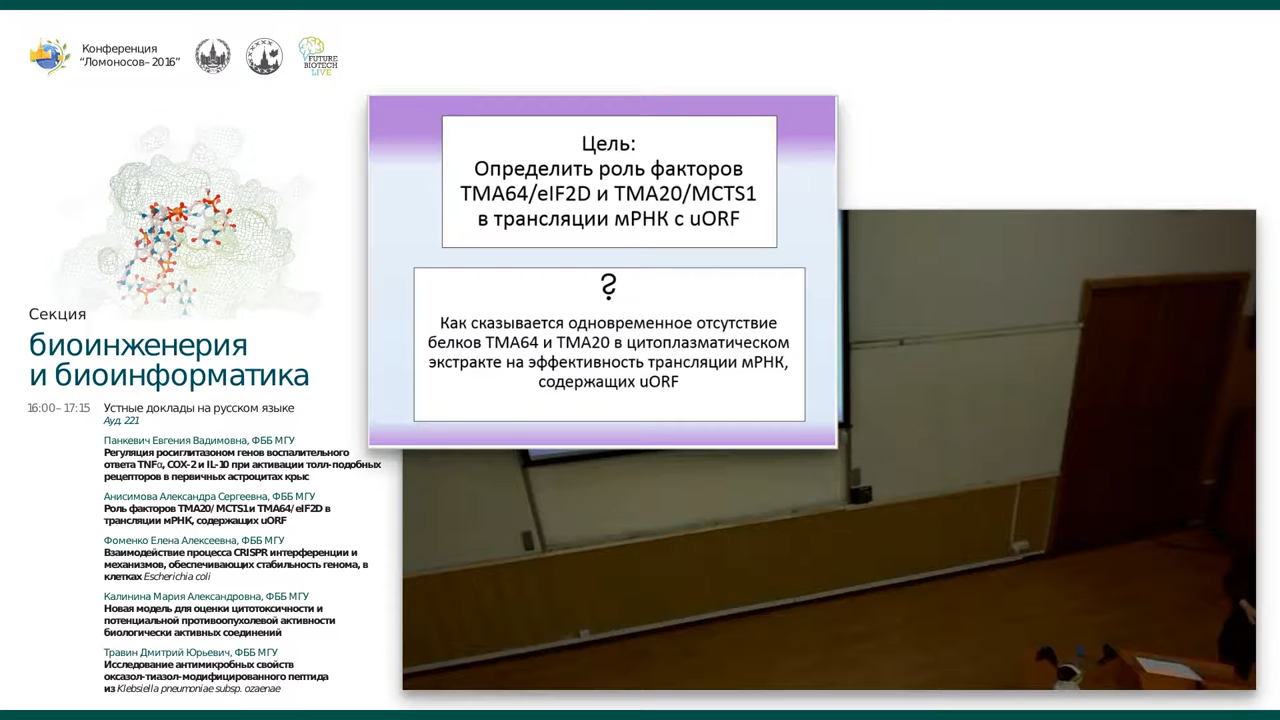 Конференция
“Ломоносов–2016”
FUTURE
BIOTECH
LIVE
Цель:
Определить роль факторов
TMA64/eIF2D и TMA20/MCTS1
в трансляции мРНК с uORF
?
Как сказывается одновременное отсутствие
белков TMA64 и TMA20 в цитоплазматическом
экстракте на эффективность трансляции мРНК,
содержащих uORF
Секция
биоинженерия
и биоинформатика
16:00–17:15 Устные доклады на русском языке
Ауд. 221
Панкевич Евгения Вадимовна, ФББ МГУ
Регуляция росиглитазоном генов воспалительного
ответа TNFα, COX-2 и IL-10 при активации толл-подобных
рецепторов в первичных астроцитах крыс
Анисимова Александра Сергеевна, ФББ МГУ
Роль факторов TMA20/MCTS1 и TMA64/eIF2D в
трансляции мРНК, содержащих uORF
Фоменко Елена Алексеевна, ФББ МГУ
Взаимодействие процесса CRISPR интерференции и
механизмов, обеспечивающих стабильность генома, в
клетках Escherichia coli
Калинина Мария Александровна, ФББ МГУ
Новая модель для оценки цитотоксичности и
потенциальной противоопухолевой активности
биологически активных соединений
Травин Дмитрий Юрьевич, ФББ МГУ
Исследование антимикробных свойств
оксазол-тиазол-модифицированного пептида
из Klebsiella pneumoniae subsp. ozaenae